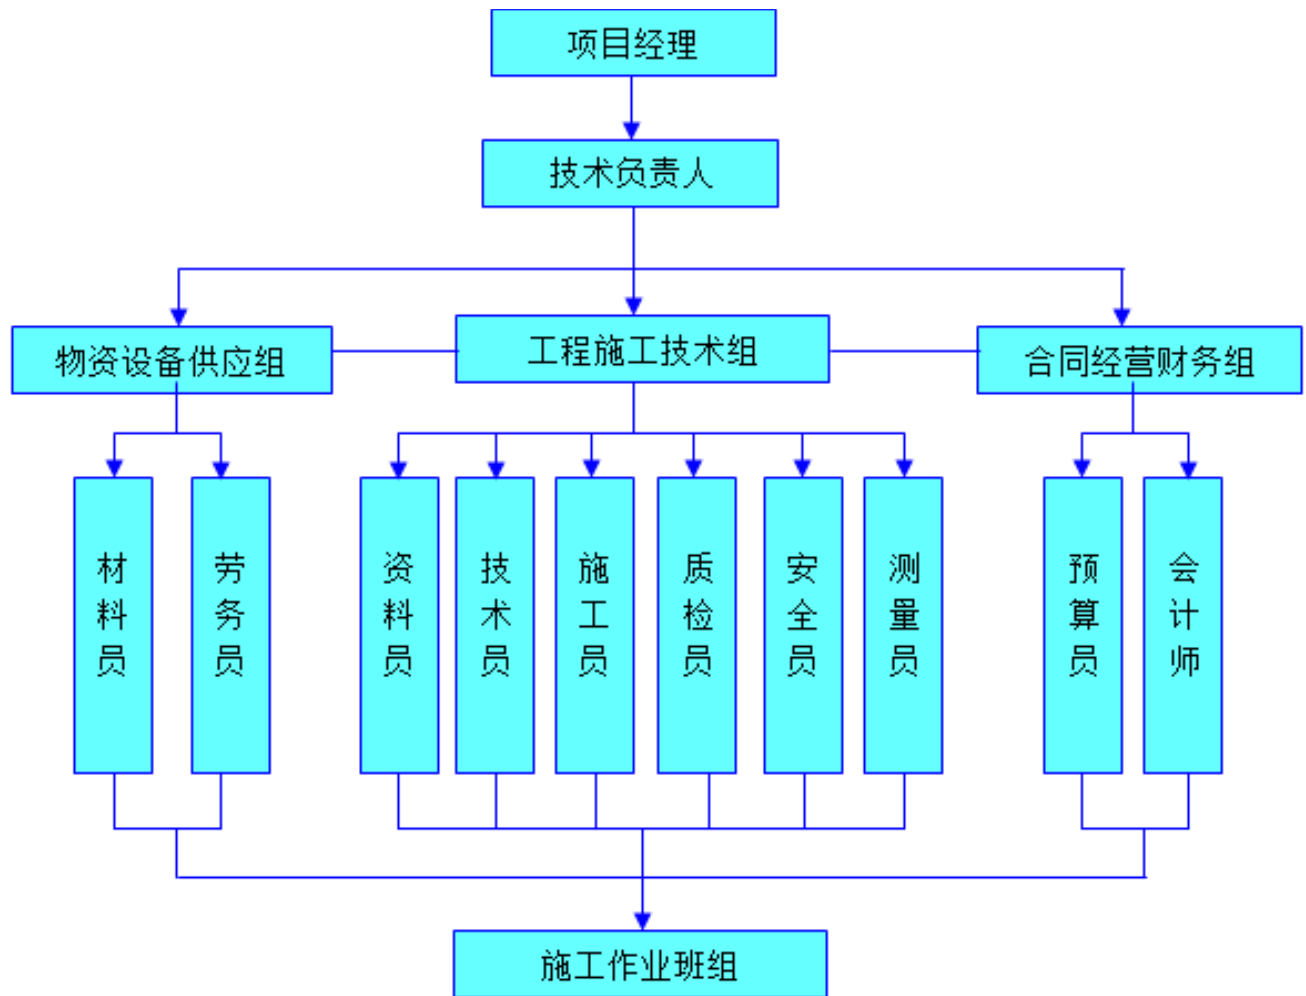 项目经理
技术负责人
物资设备供应组
工程施工技术组
合同经营财务组
材料员
劳务员
资料员
技术员
施工员
质检员
安全员
测量员
预算员
会计师
施工作业班组